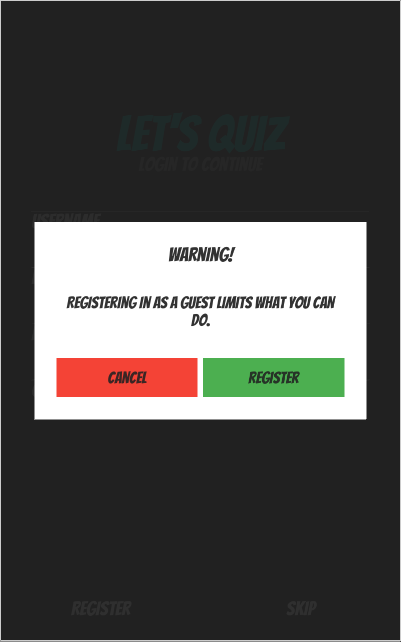 LET'S QUIZ
LOGIN TO CONTINUE
USERNAME
WARNING!
REGISTERING IN AS A GUEST LIMITS WHAT YOU CAN
DO.
CANCEL
REGISTER
REGISTER
SKIP